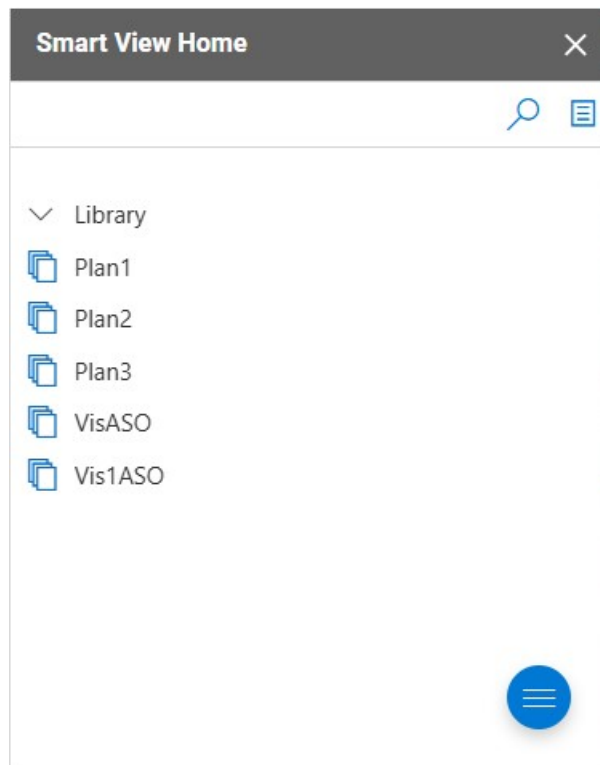 Smart View Home
Library
Plan1
Plan2
Plan3
VisASO
Vis1ASO